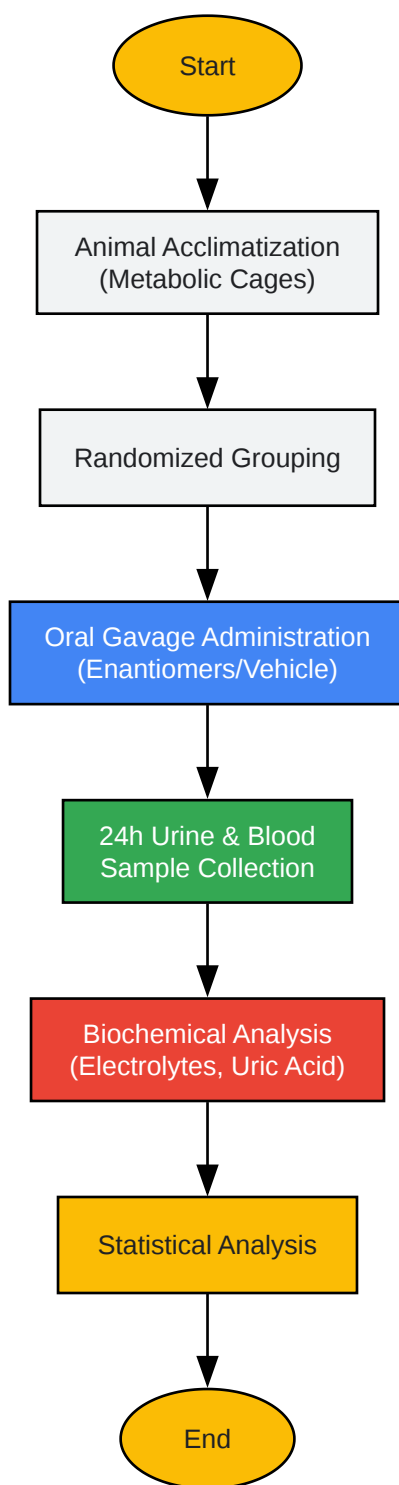 Start
Animal Acclimatization
(Metabolic Cages)
Randomized Grouping
Oral Gavage Administration
(Enantiomers/Vehicle)
24h Urine & Blood
Sample Collection
Biochemical Analysis
(Electrolytes, Uric Acid)
Statistical Analysis
End